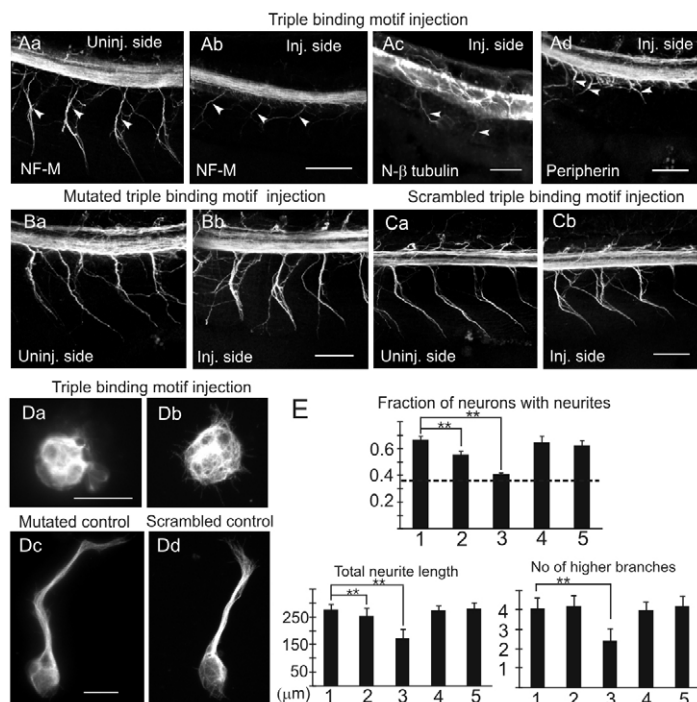 Triple binding motif injection
Aa Uninj. side
NF-M
Ab Inj. side
NF-M
Ac Inj. side
N-β tubulin
Ad Inj. side
Peripherin
Mutated triple binding motif injection
Scrambled triple binding motif injection
Ba
Uninj. side
Bb
Inj. side
Ca
Uninj. side
Cb
Inj. side
Triple binding motif injection
Da
Db
Mutated control
Scrambled control
Dc
Dd
E
Fraction of neurons with neurites
**
**
0.6
0.4
0.2
1 2 3 4 5
Total neurite length
**
**
250
150
50
(μm) 1 2 3 4 5
No of higher branches
**
4
3
2
1
1 2 3 4 5